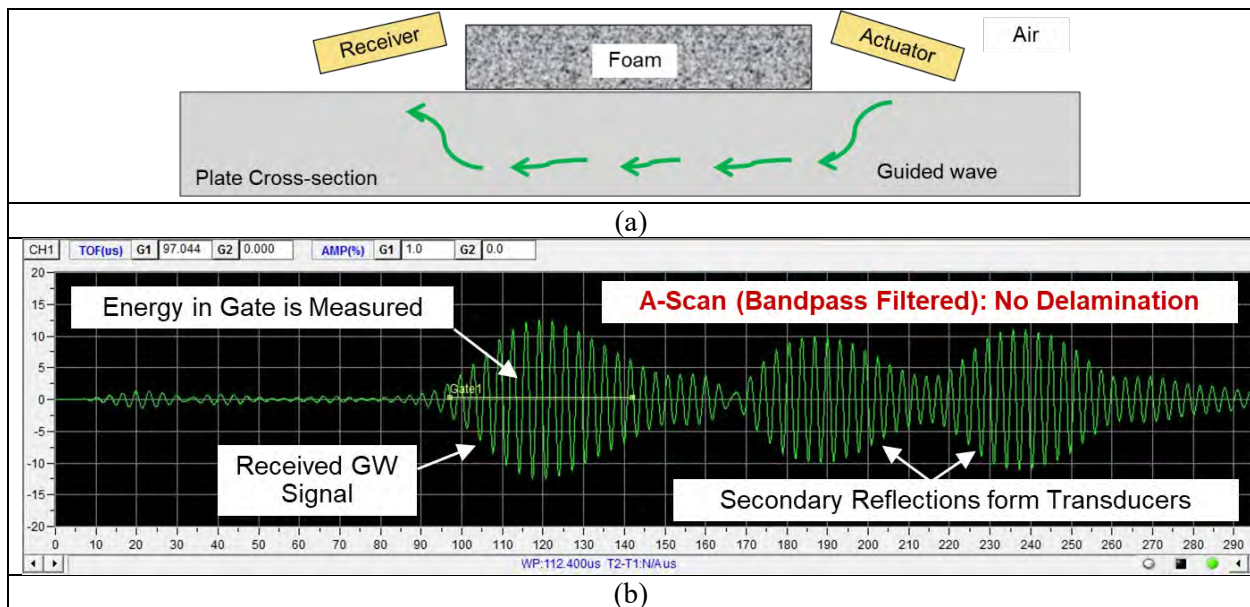 Receiver
Foam
Actuator
Air
Plate Cross-section
Guided wave
(a)
CH1 TOF(us) G1 97.044 G2 0.000 AMP(%) G1 1.0 G2 0.0
20
15
10
5
0
-5
-10
-15
-20
Energy in Gate is Measured
A-Scan (Bandpass Filtered): No Delamination
Gate1
Received GW
Signal
Secondary Reflections form Transducers
0 10 20 30 40 50 60 70 80 90 100 110 120 130 140 150 160 170 180 190 200 210 220 230 240 250 260 270 280 290
WP:112.400us T2-T1:N/A us
(b)